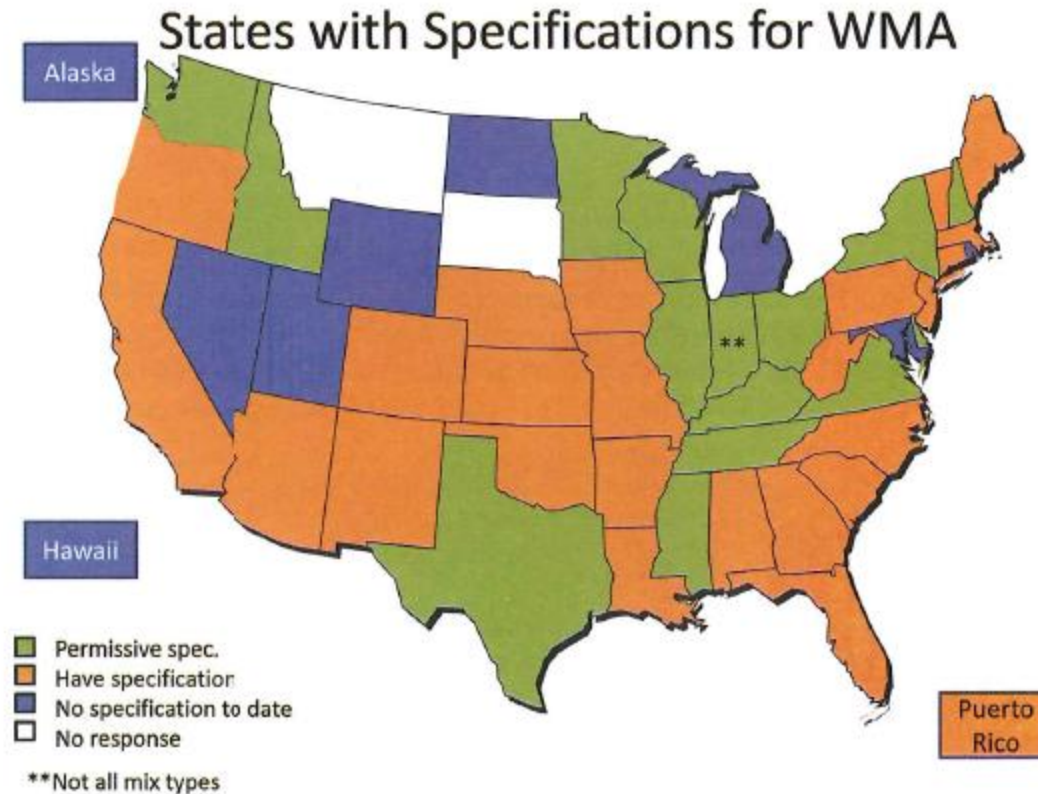 States with Specifications for WMA
Alaska
**
Hawaii
Permissive spec.
Have specification
No specification to date
No response
Puerto
Rico
**Not all mix types